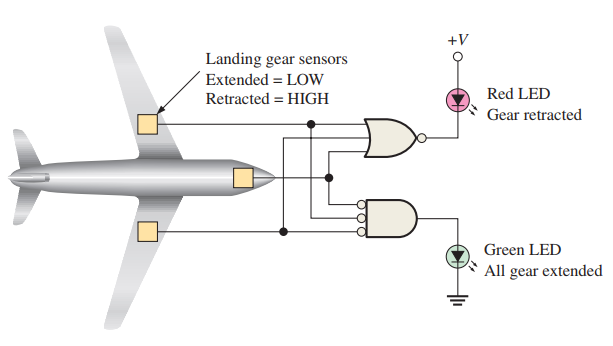 +V
Landing gear sensors
Extended = LOW
Retracted = HIGH
Red LED
Gear retracted
Green LED
All gear extended